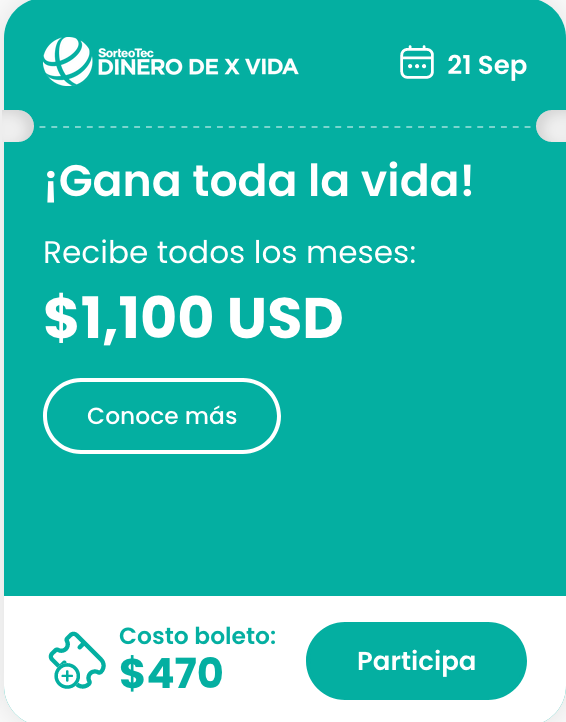 SorteoTec
DINERO DE X VIDA
21 Sep
¡Gana toda la vida!
Recibe todos los meses:
$1,100 USD
Conoce más
Costo boleto:
$470
Participa